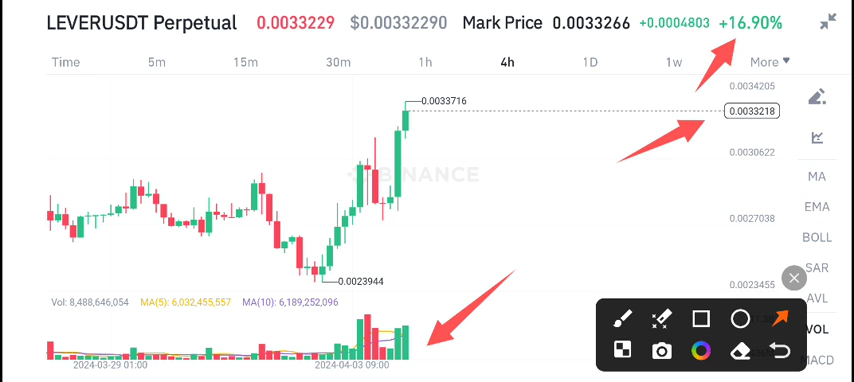 LEVERUSDT Perpetual 0.0033229 $0.00332290 Mark Price 0.0033266 +0.0004803 +16.90%
Time 5m 15m 30m 1h 4h 1D 1w More
0.0034205
0.0033716
0.0033218
0.0030622
BINANCE
MA
EMA
0.0027038
BOLL
SAR
0.0023944
0.0023455
AVL
Vol: 8,488,646,054 MA(5): 6,032,455,557 MA(10): 6,189,252,096
VOL
MACD
2024-03-29 01:00 2024-04-03 09:00